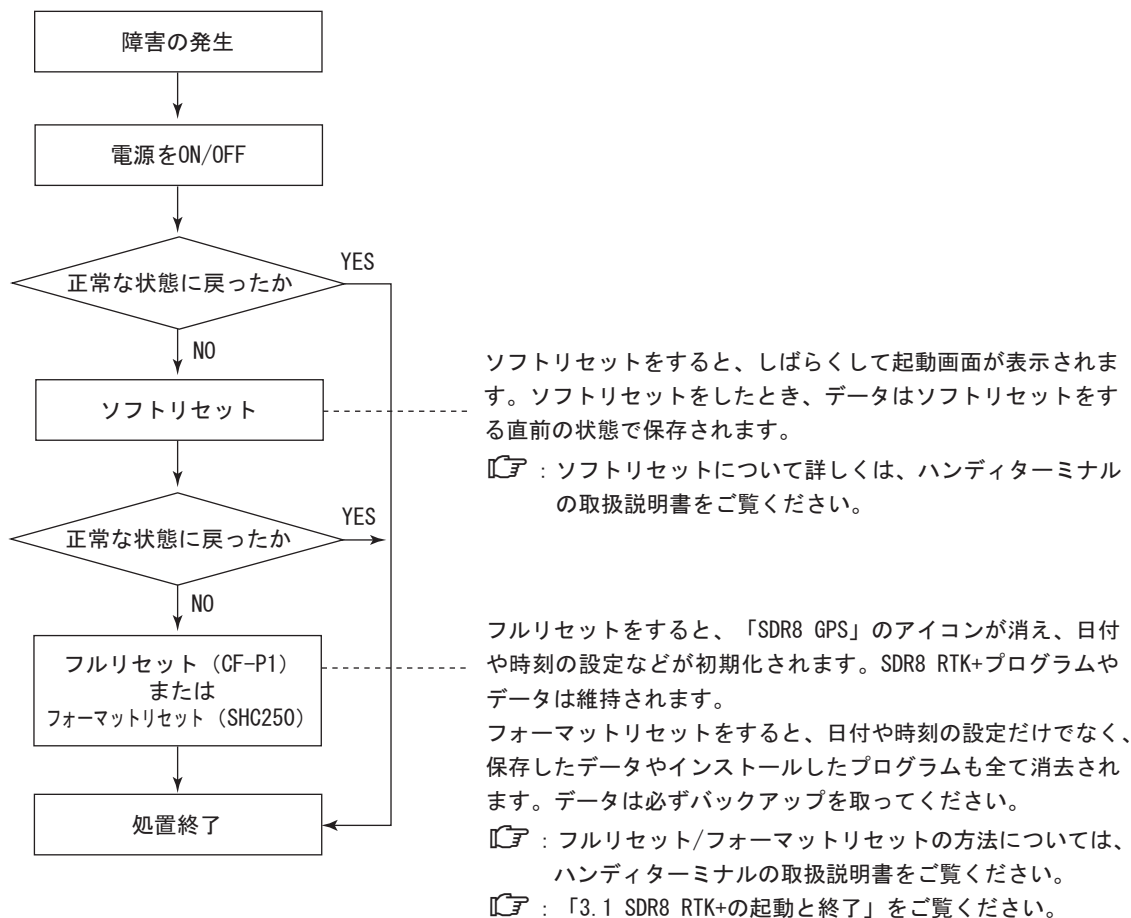 障害の発生
電源をON/OFF
正常な状態に戻ったか
YES
NO
ソフトリセット
ソフトリセットをすると、しばらくして起動画面が表示されま
す。ソフトリセットをしたとき、データはソフトリセットをす
る直前の状態で保存されます。
：ソフトリセットについて詳しくは、ハンディターミナル
の取扱説明書をご覧ください。
正常な状態に戻ったか
YES
NO
フルリセット（CF-P1）
または
フォーマットリセット（SHC250）
フルリセットをすると、「SDR8 GPS」のアイコンが消え、日付
や時刻の設定などが初期化されます。SDR8 RTK+プログラムや
データは維持されます。
フォーマットリセットをすると、日付や時刻の設定だけでなく、
保存したデータやインストールしたプログラムも全て消去され
ます。データは必ずバックアップを取ってください。
：フルリセット/フォーマットリセットの方法については、
ハンディターミナルの取扱説明書をご覧ください。
：「3.1 SDR8 RTK+の起動と終了」をご覧ください。
処置終了